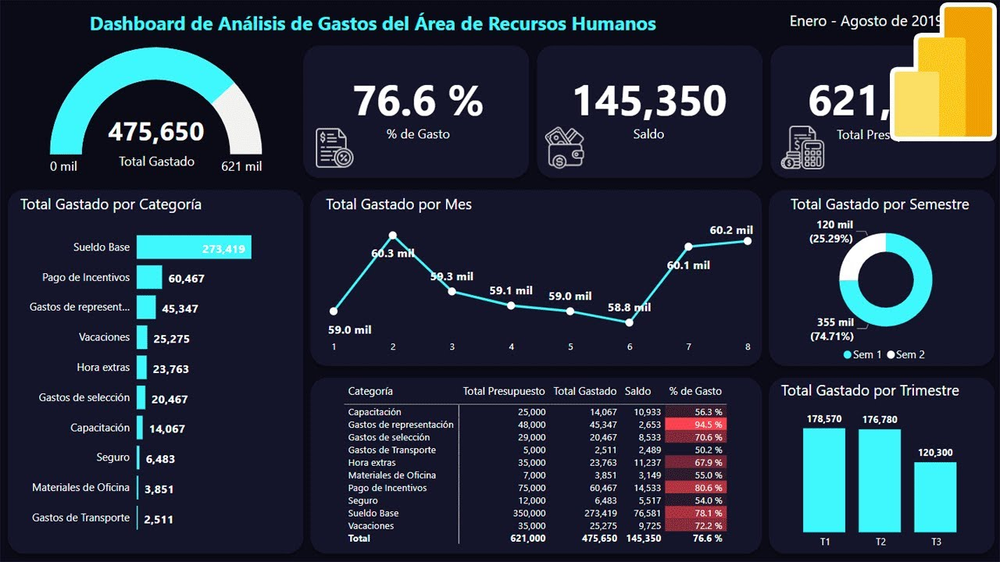 Dashboard de Análisis de Gastos del Área de Recursos Humanos
Enero - Agosto de 2019
475,650
Total Gastado
0 mil
621 mil
76.6 %
% de Gasto
145,350
Saldo
621,
Total
Total Gastado por Categoría
Sueldo Base 273,419
Pago de Incentivos 60,467
Gastos de represent... 45,347
Vacaciones 25,275
Hora extras 23,763
Gastos de selección 20,467
Capacitación 14,067
Seguro 6,483
Materiales de Oficina 3,851
Gastos de Transporte 2,511
Total Gastado por Mes
59.0 mil
60.3 mil
59.3 mil
59.1 mil
59.0 mil
58.8 mil
60.1 mil
60.2 mil
1 2 3 4 5 6 7 8
Total Gastado por Semestre
120 mil
(25.29%)
355 mil
(74.71%)
Sem 1 Sem 2
Categoría Total Presupuesto Total Gastado Saldo % de Gasto
Capacitación 25,000 14,067 10,933 56.3 %
Gastos de representación 48,000 45,347 2,653 94.5 %
Gastos de selección 29,000 20,467 8,533 70.6 %
Gastos de Transporte 5,000 2,511 2,489 50.2 %
Hora extras 35,000 23,763 11,237 67.9 %
Materiales de Oficina 7,000 3,851 3,149 55.0 %
Pago de Incentivos 75,000 60,467 14,533 80.6 %
Seguro 12,000 6,483 5,517 54.0 %
Sueldo Base 350,000 273,419 76,581 78.1 %
Vacaciones 35,000 25,275 9,725 72.2 %
Total 621,000 475,650 145,350 76.6 %
Total Gastado por Trimestre
178,570
176,780
120,300
T1 T2 T3